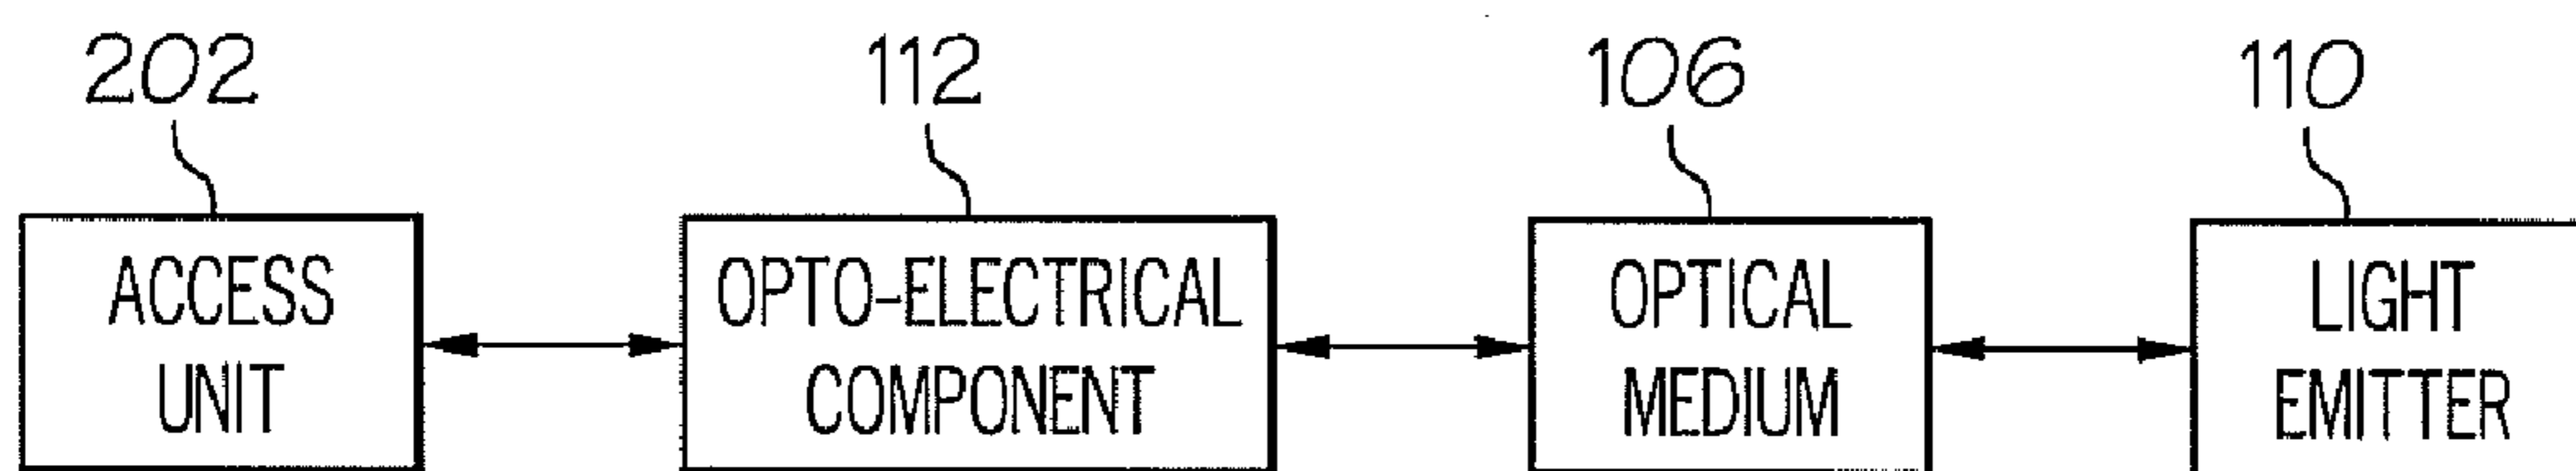 202 112 106 110
ACCESS UNIT
OPTO-ELECTRICAL COMPONENT
OPTICAL MEDIUM
LIGHT EMITTER